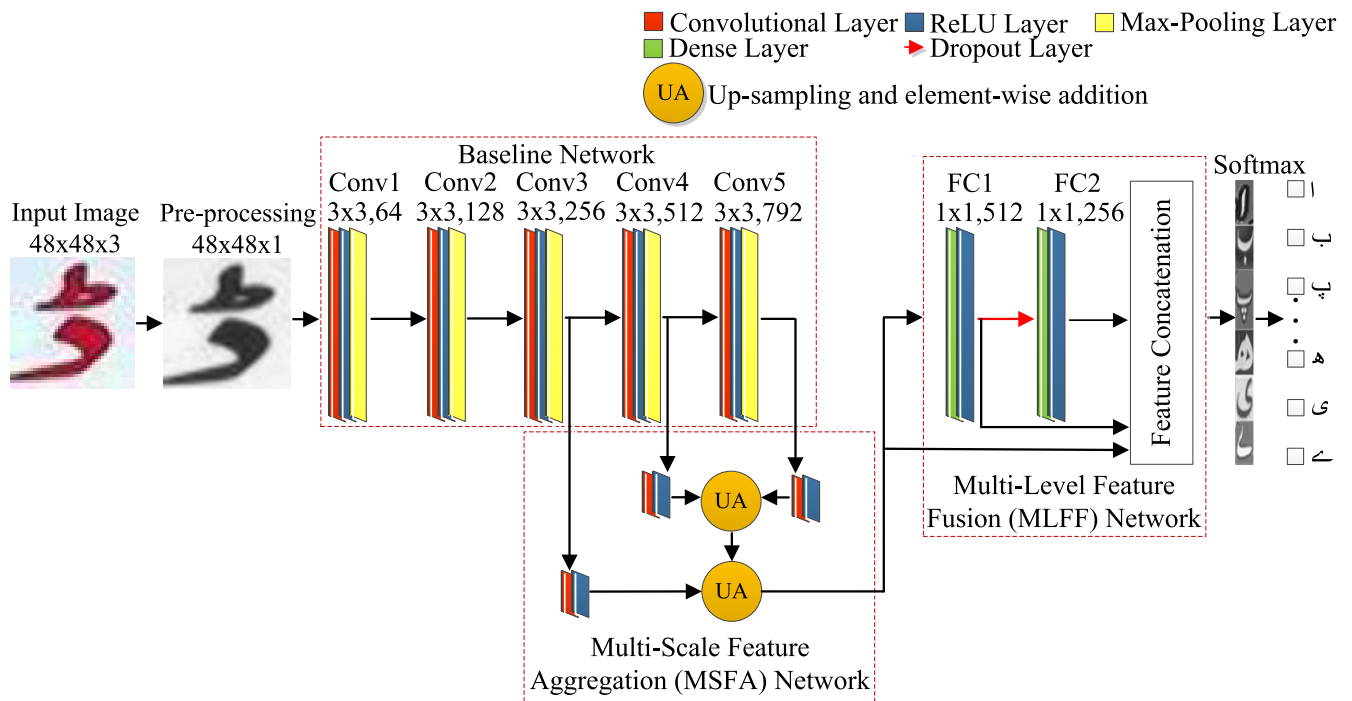 Convolutional Layer ReLU Layer Max-Pooling Layer
Dense Layer Dropout Layer
UA Up-sampling and element-wise addition
Baseline Network
Conv1 Conv2 Conv3 Conv4 Conv5
3x3,64 3x3,128 3x3,256 3x3,512 3x3,792
Input Image
48x48x3
Pre-processing
48x48x1
FC1 FC2
1x1,512 1x1,256
Feature Concatenation
Softmax
ا
ب
پ
ھ
ی
ے
UA
UA
Multi-Scale Feature
Aggregation (MSFA) Network
Multi-Level Feature
Fusion (MLFF) Network